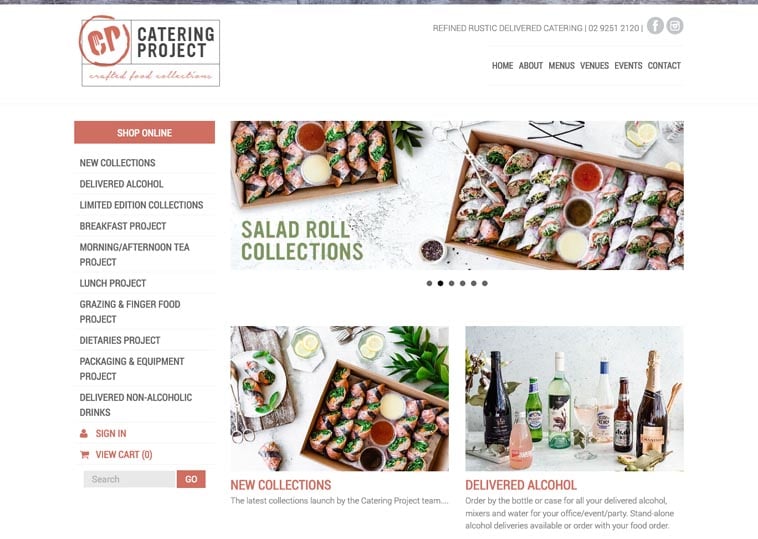 CATERING
PROJECT
crafted food collections
REFINED RUSTIC DELIVERED CATERING | 02 9251 2120 |
HOME ABOUT MENUS VENUES EVENTS CONTACT
SHOP ONLINE
NEW COLLECTIONS
DELIVERED ALCOHOL
LIMITED EDITION COLLECTIONS
BREAKFAST PROJECT
MORNING/AFTERNOON TEA
PROJECT
LUNCH PROJECT
GRAZING & FINGER FOOD
PROJECT
DIETARIES PROJECT
PACKAGING & EQUIPMENT
PROJECT
DELIVERED NON-ALCOHOLIC
DRINKS
SIGN IN
VIEW CART (0)
Search GO
SALAD ROLL
COLLECTIONS
NEW COLLECTIONS
The latest collections launch by the Catering Project team....
DELIVERED ALCOHOL
Order by the bottle or case for all your delivered alcohol,
mixers and water for your office/event/party. Stand-alone
alcohol deliveries available or order with your food order.